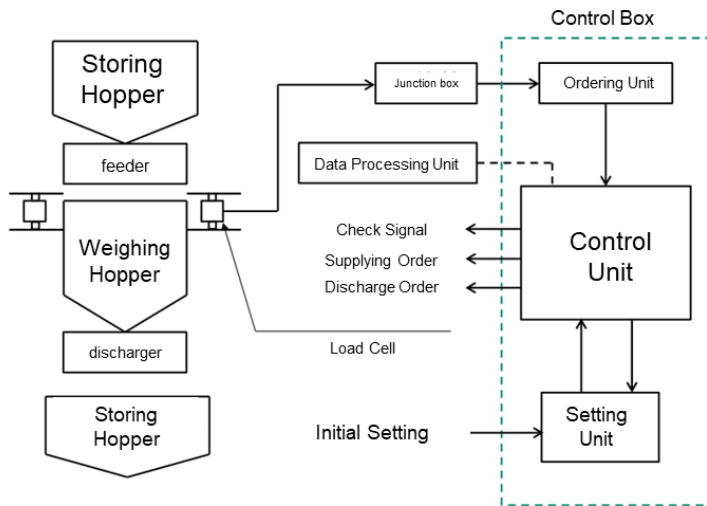 Control Box
Storing
Hopper
Junction box
Ordering Unit
feeder
Data Processing Unit
Weighing
Hopper
Check Signal
Supplying Order
Discharge Order
Control
Unit
discharger
Load Cell
Storing
Hopper
Initial Setting
Setting
Unit